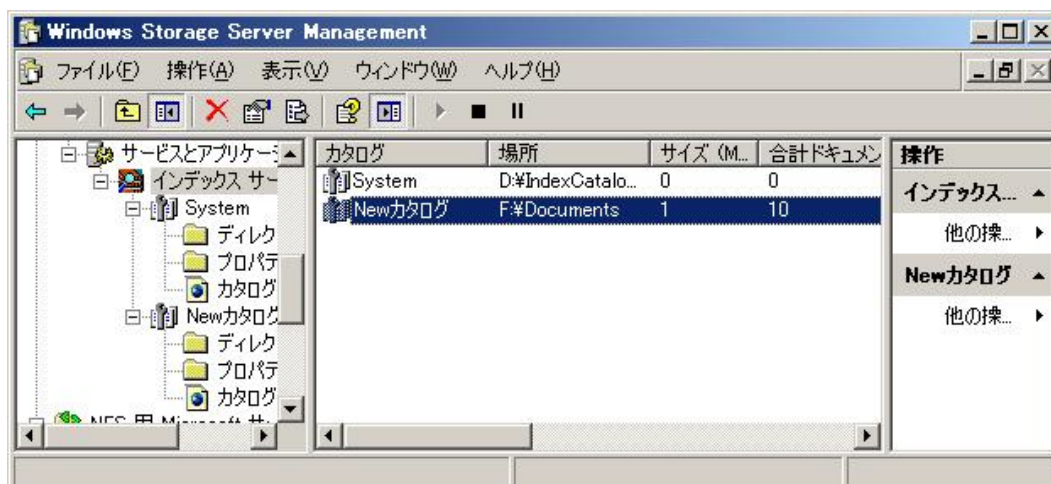 Windows Storage Server Management
ファイル(F) 操作(A) 表示(V) ウィンドウ(W) ヘルプ(H)
サービスとアプリケーシ
インデックス サー
System
ディレク
プロパテ
カタログ
Newカタログ
ディレク
プロパテ
カタログ
NFS 用 Microsoft サ
カタログ 場所 サイズ (M... 合計ドキュメン
System D:¥IndexCatalo... 0 0
Newカタログ F:¥Documents 1 10
操作
インデックス...
他の操...
Newカタログ
他の操...